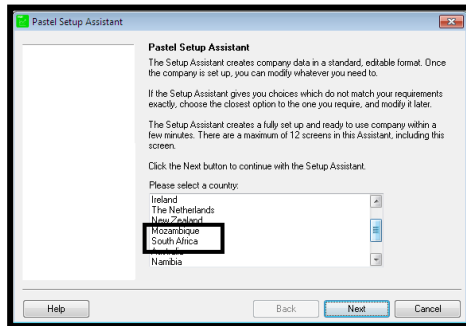 Pastel Setup Assistant
Pastel Setup Assistant
The Setup Assistant creates company data in a standard, editable format. Once
the company is set up, you can modify whatever you need to.
If the Setup Assistant gives you choices which do not match your requirements
exactly, choose the closest option to the one you require, and modify it later.
The Setup Assistant creates a fully set up and ready to use company within a
few minutes. There are a maximum of 12 screens in this Assistant, including this
screen.
Click the Next button to continue with the Setup Assistant.
Please select a country:
Ireland
The Netherlands
New Zealand
Mozambique
South Africa
Australia
Namibia
Help
Back
Next
Cancel